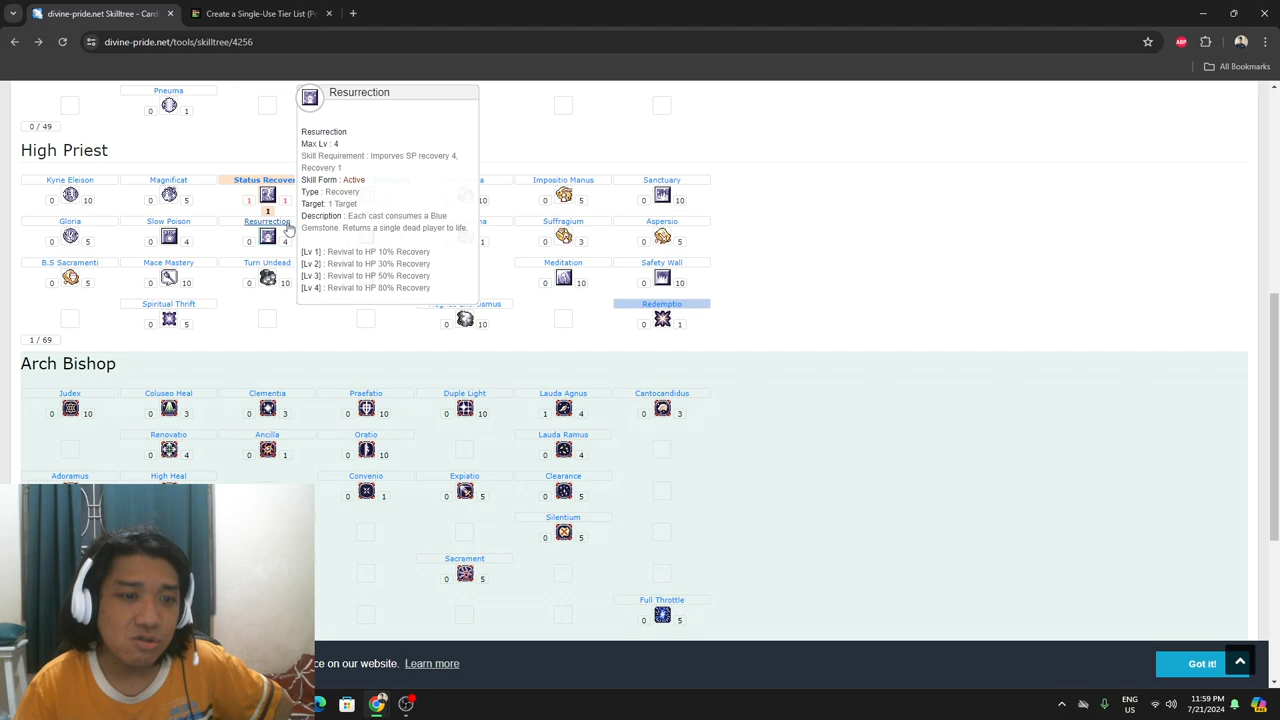 divine-pride.net Skilltree - Card
Create a Single-Use Tier List (P
divine-pride.net/tools/skilltree/4256
ABP
All Bookmarks
Pneuma
0 1
0 / 49
High Priest
Kyrie Eleison Magnificat Status Recover Impositio Manus Sanctuary
0 10 0 5 1 1 10 0 5 0 10
1
Gloria Slow Poison Resurrection Suffragium Aspersio
0 5 0 4 0 4 1 0 3 0 5
B.S Sacramenti Mace Mastery Turn Undead Meditation Safety Wall
0 5 0 10 0 10 0 10 0 10
Spiritual Thrift Redemptio
0 5 0 10 0 1
1 / 69
Resurrection
Resurrection
Max Lv : 4
Skill Requirement : Imporves SP recovery 4,
Recovery 1
Skill Form : Active
Type : Recovery
Target: 1 Target
Description : Each cast consumes a Blue
Gemstone. Returns a single dead player to life.
[Lv 1] : Revival to HP 10% Recovery
[Lv 2] : Revival to HP 30% Recovery
[Lv 3] : Revival to HP 50% Recovery
[Lv 4] : Revival to HP 80% Recovery
Arch Bishop
Judex Coluseo Heal Clementia Praefatio Duple Light Lauda Agnus Cantocandidus
0 10 0 3 0 3 0 10 0 10 1 4 0 3
Renovatio Ancilla Oratio Lauda Ramus
0 4 0 1 0 10 0 4
Adoramus High Heal Convenio Expiatio Clearance
0 1 0 5 0 5
Silentium
0 5
Sacrament
0 5
Full Throttle
0 5
ce on our website. Learn more
Got it!
ENG
US
11:59 PM
7/21/2024